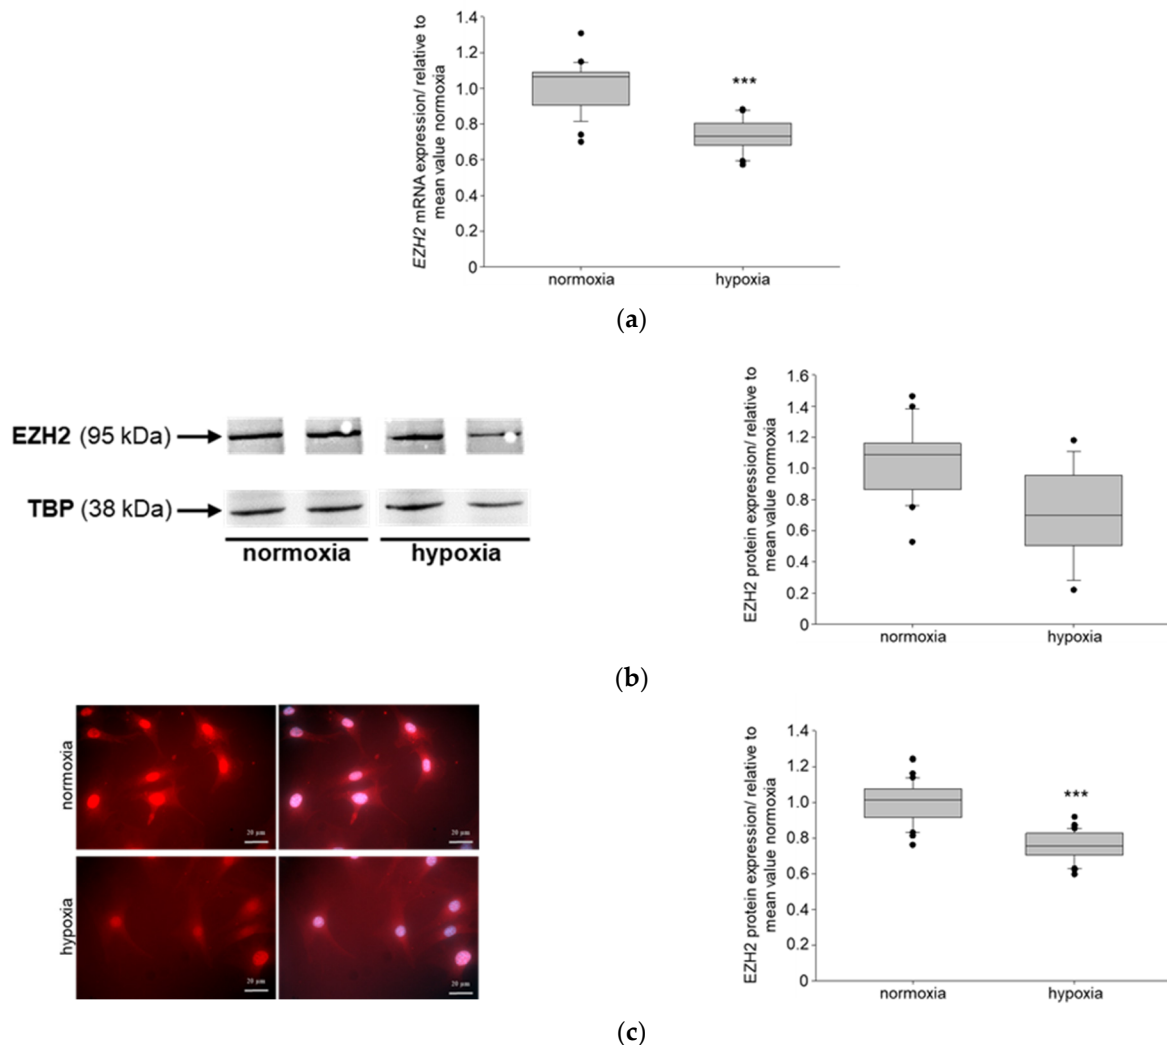 EZH2 mRNA expression/ relative to
mean value normoxia
1.4
1.2
1.0
0.8
0.6
0.4
0.2
0
***
normoxia
hypoxia
(a)
EZH2 (95 kDa)
TBP (38 kDa)
normoxia
hypoxia
EZH2 protein expression/ relative to
mean value normoxia
1.6
1.4
1.2
1.0
0.8
0.6
0.4
0.2
0
normoxia
hypoxia
(b)
normoxia
20 µm
20 µm
hypoxia
20 µm
20 µm
EZH2 protein expression/ relative to
mean value normoxia
1.4
1.2
1.0
0.8
0.6
0.4
0.2
0
***
normoxia
hypoxia
(c)